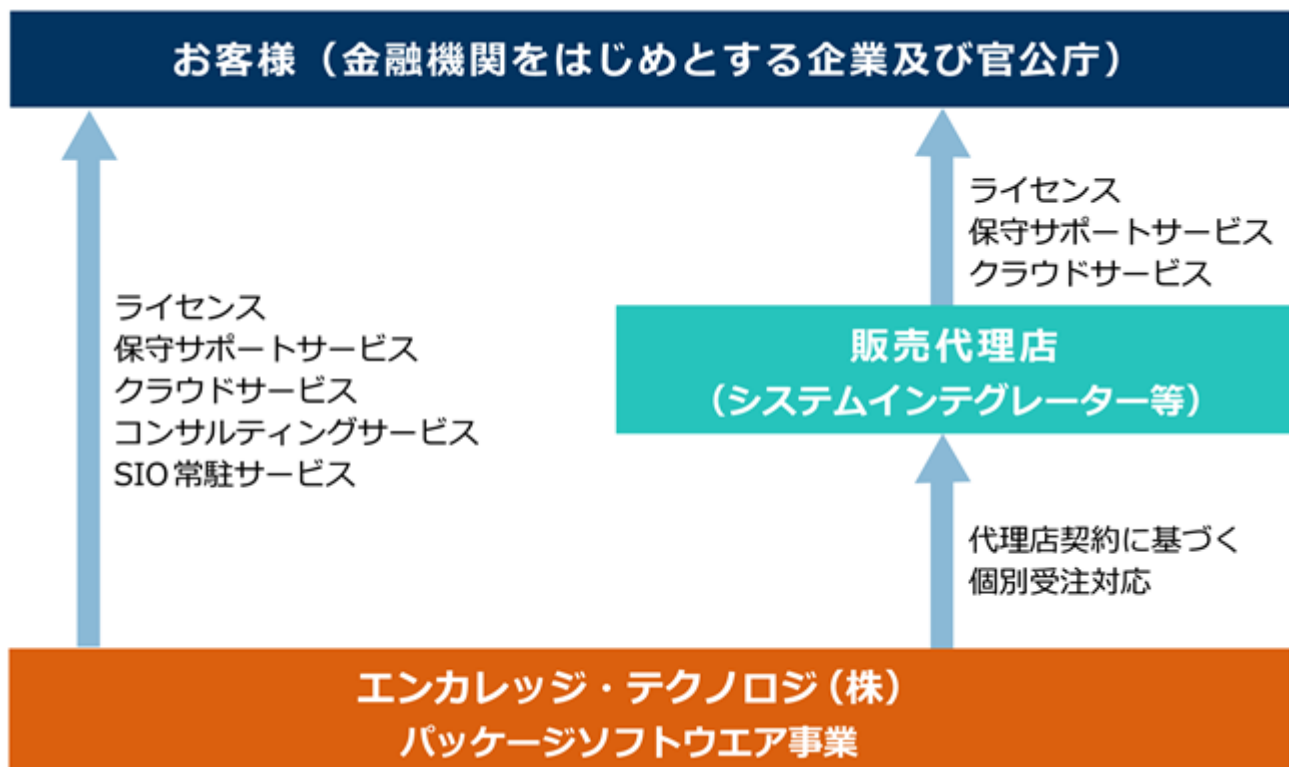 お客様（金融機関をはじめとする企業及び官公庁）
ライセンス
保守サポートサービス
クラウドサービス
コンサルティングサービス
SIO常駐サービス
ライセンス
保守サポートサービス
クラウドサービス
販売代理店
（システムインテグレーター等）
代理店契約に基づく
個別受注対応
エンカレッジ・テクノロジ（株）
パッケージソフトウエア事業